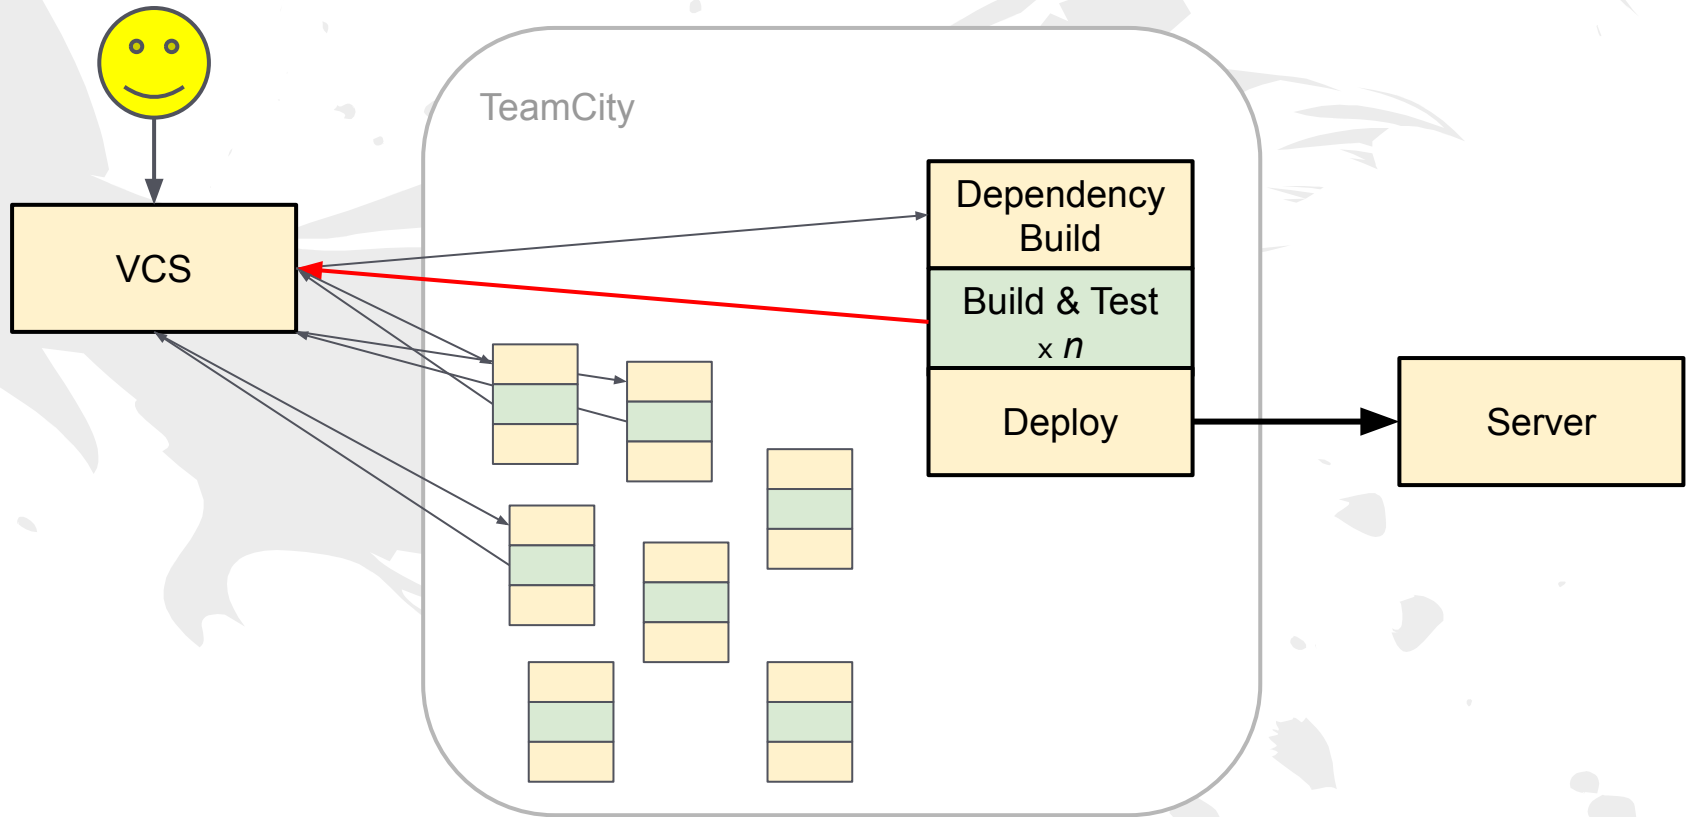 TeamCity
VCS
Dependency
Build
Build & Test
x n
Deploy
Server